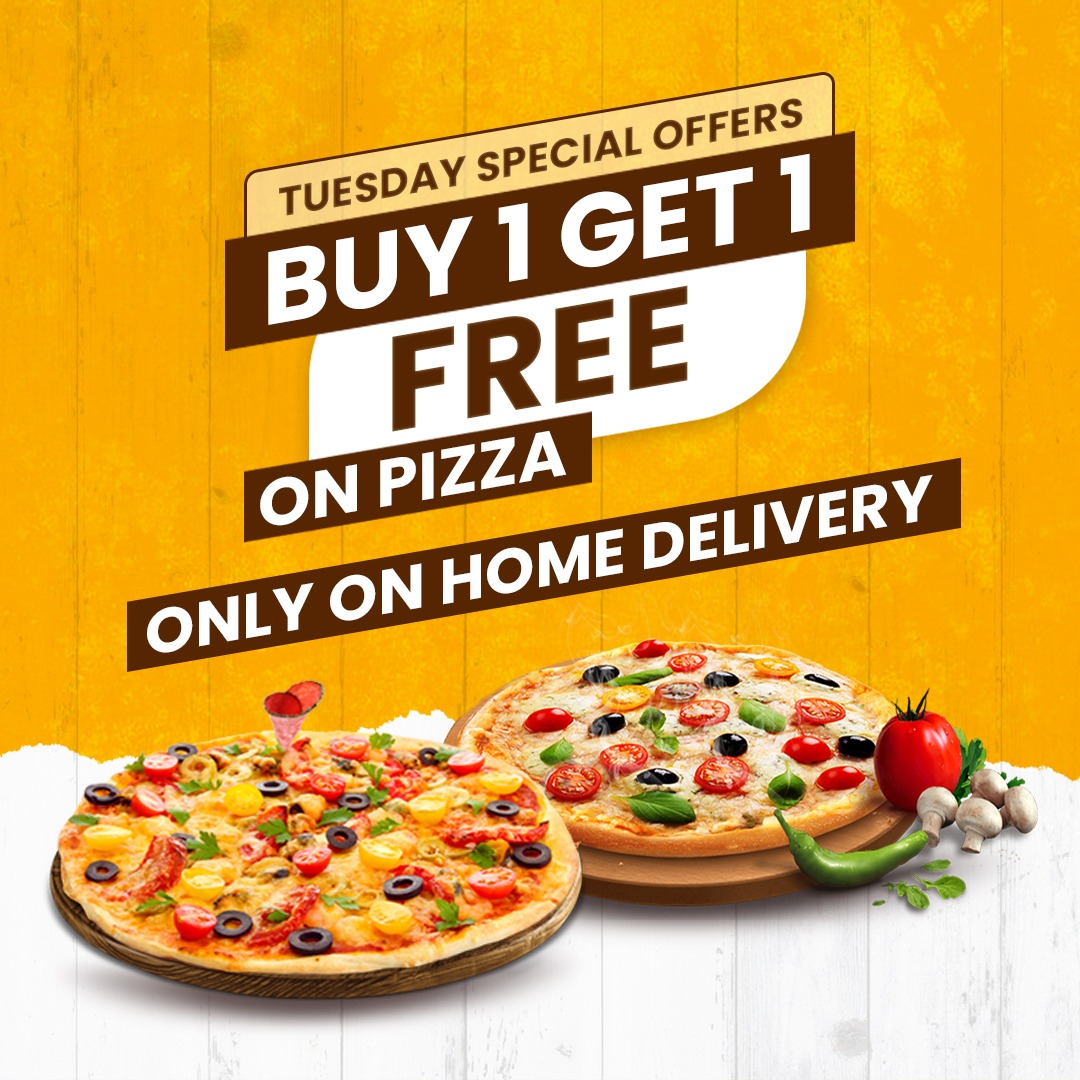 TUESDAY SPECIAL OFFERS
BUY 1 GET 1
FREE
ON PIZZA
ONLY ON HOME DELIVERY